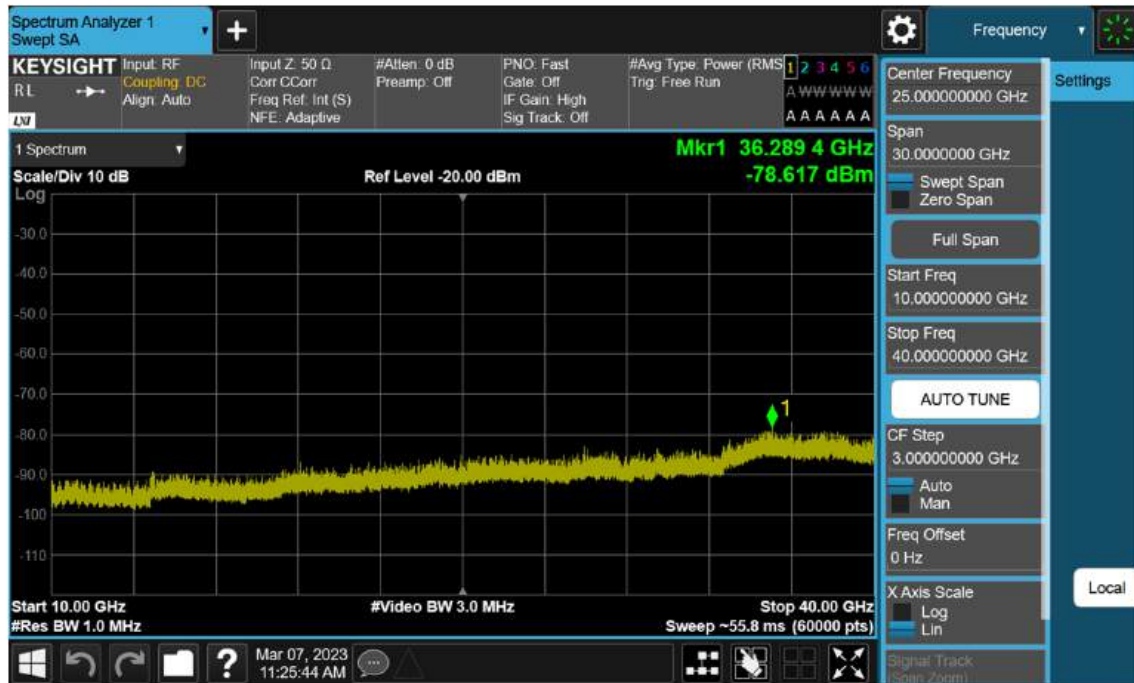 Spectrum Analyzer 1
Swept SA
Frequency
KEYSIGHT
RL
LXI
Input: RF
Coupling: DC
Align: Auto
Input Z: 50 Ω
Corr CCorr
Freq Ref: Int (S)
NFE: Adaptive
#Atten: 0 dB
Preamp: Off
PNO: Fast
Gate: Off
IF Gain: High
Sig Track: Off
#Avg Type: Power (RMS
Trig: Free Run
1 2 3 4 5 6
A W W W W W
A A A A A A
1 Spectrum
Scale/Div 10 dB
Ref Level -20.00 dBm
Mkr1 36.289 4 GHz
-78.617 dBm
Log
-30.0
-40.0
-50.0
-60.0
-70.0
-80.0
-90.0
-100
-110
1
Start 10.00 GHz
#Video BW 3.0 MHz
Stop 40.00 GHz
#Res BW 1.0 MHz
Sweep ~55.8 ms (60000 pts)
Center Frequency
25.000000000 GHz
Settings
Span
30.0000000 GHz
Swept Span
Zero Span
Full Span
Start Freq
10.000000000 GHz
Stop Freq
40.000000000 GHz
AUTO TUNE
CF Step
3.000000000 GHz
Auto
Man
Freq Offset
0 Hz
X Axis Scale
Log
Lin
Local
Signal Track
(Span Zoom)
?
Mar 07, 2023
11:25:44 AM